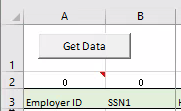 A B
Get Data
1
2 0 0
3 Employer ID SSN1